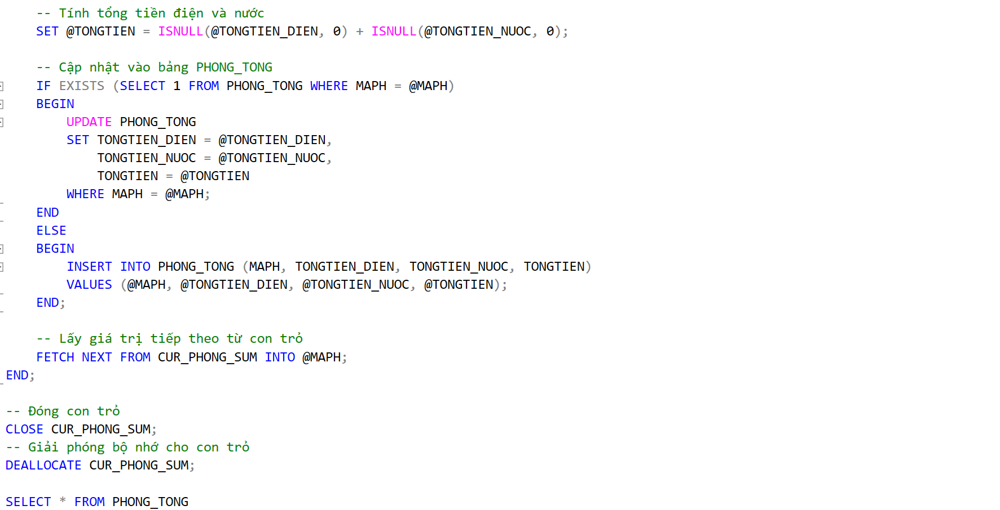 -- Tính tổng tiền điện và nước
SET @TONGTIEN = ISNULL(@TONGTIEN_DIEN, 0) + ISNULL(@TONGTIEN_NUOC, 0);
-- Cập nhật vào bảng PHONG_TONG
IF EXISTS (SELECT 1 FROM PHONG_TONG WHERE MAPH = @MAPH)
BEGIN
UPDATE PHONG_TONG
SET TONGTIEN_DIEN = @TONGTIEN_DIEN,
TONGTIEN_NUOC = @TONGTIEN_NUOC,
TONGTIEN = @TONGTIEN
WHERE MAPH = @MAPH;
END
ELSE
BEGIN
INSERT INTO PHONG_TONG (MAPH, TONGTIEN_DIEN, TONGTIEN_NUOC, TONGTIEN)
VALUES (@MAPH, @TONGTIEN_DIEN, @TONGTIEN_NUOC, @TONGTIEN);
END;
-- Lấy giá trị tiếp theo từ con trỏ
FETCH NEXT FROM CUR_PHONG_SUM INTO @MAPH;
END;
-- Đóng con trỏ
CLOSE CUR_PHONG_SUM;
-- Giải phóng bộ nhớ cho con trỏ
DEALLOCATE CUR_PHONG_SUM;
SELECT * FROM PHONG_TONG